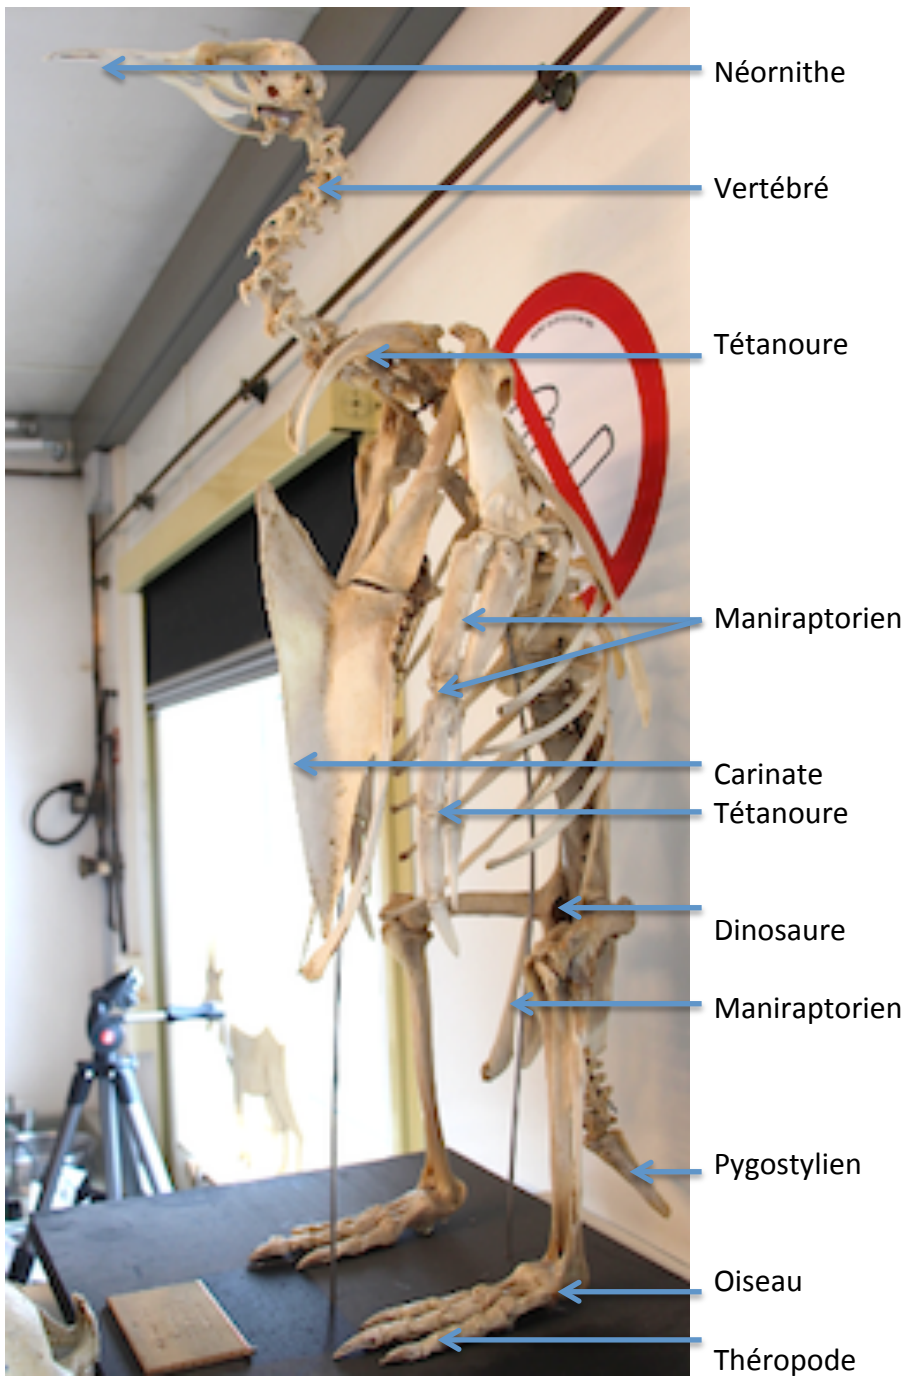 Néornithe
Vertébré
Tétanoure
Maniraptorien
Carinate
Tétanoure
Dinosaure
Maniraptorien
Pygostylien
Oiseau
Théropode